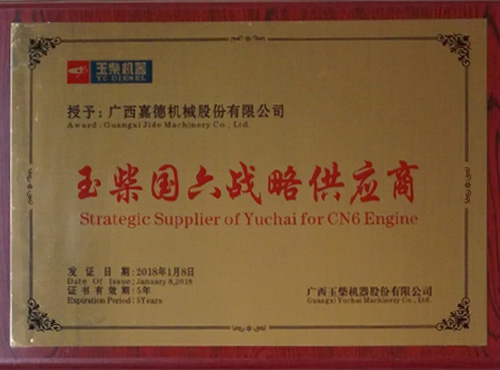 玉柴机器
YU DIESEL
授予：广西嘉德机械股份有限公司
Award: Guangxi Jide Machinery Co., Ltd.
玉柴国六战略供应商
Strategic Supplier of Yuchai for CN6 Engine
发证日期：2018年1月8日
Date Of Issue: January 8,2018
证书有效期：5年
Expiration Period: 5Years
广西玉柴机器股份有限公司
Guangxi Yuchai Machinery Co., Ltd.